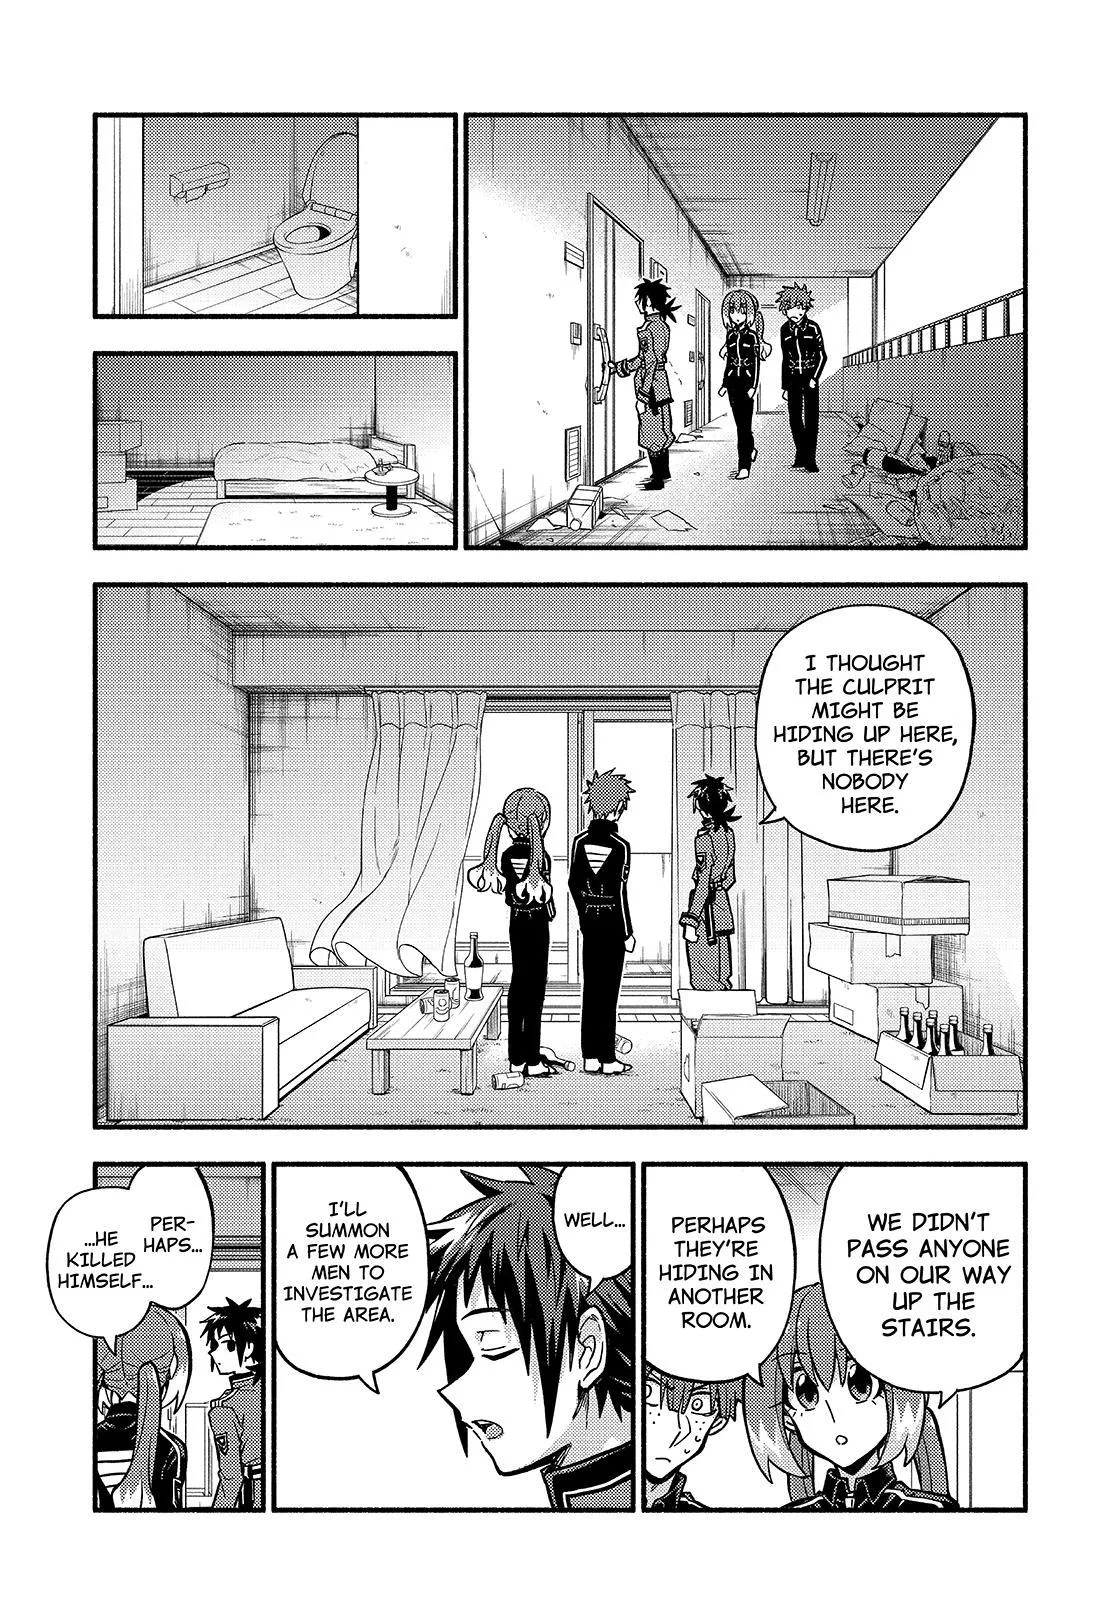 I THOUGHT
THE CULPRIT
MIGHT BE
HIDING UP HERE,
BUT THERE'S
NOBODY
HERE.
WE DIDN'T
PASS ANYONE
ON OUR WAY
UP THE
STAIRS.
PERHAPS
THEY'RE
HIDING IN
ANOTHER
ROOM.
WELL...
I'LL
SUMMON
A FEW MORE
MEN TO
INVESTIGATE
THE AREA.
PER-
HAPS...
...HE
KILLED
HIMSELF...